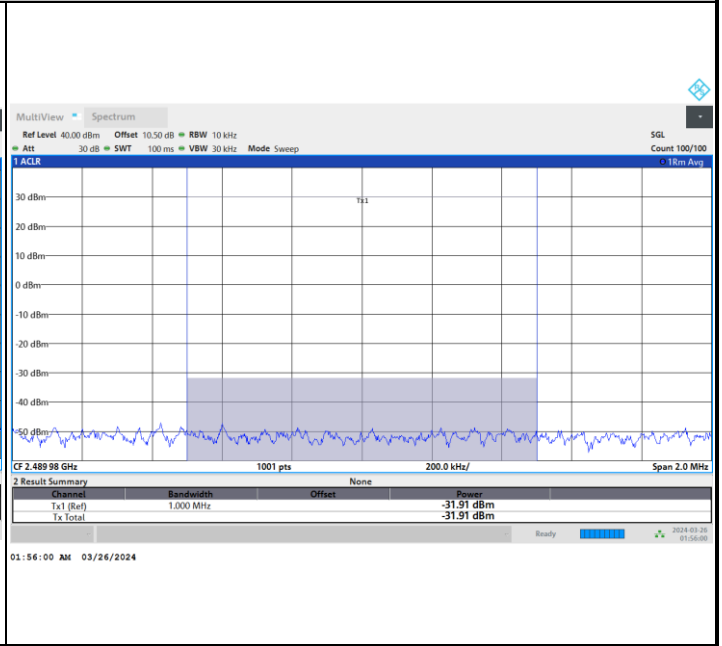 MultiView Spectrum
Ref Level 40.00 dBm Offset 10.50 dB RBW 10 kHz SGL
Att 30 dB SWT 100 ms VBW 30 kHz Mode Sweep Count 100/100
1 ACLR 1Rm Avg
30 dBm
Tx1
20 dBm
10 dBm
0 dBm
-10 dBm
-20 dBm
-30 dBm
-40 dBm
-50 dBm
CF 2.489 98 GHz 1001 pts 200.0 kHz/ Span 2.0 MHz
2 Result Summary None
Channel Bandwidth Offset Power
Tx1 (Ref) 1.000 MHz -31.91 dBm
Tx Total -31.91 dBm
Ready 2024-03-26
01:56:00
01:56:00 AM 03/26/2024